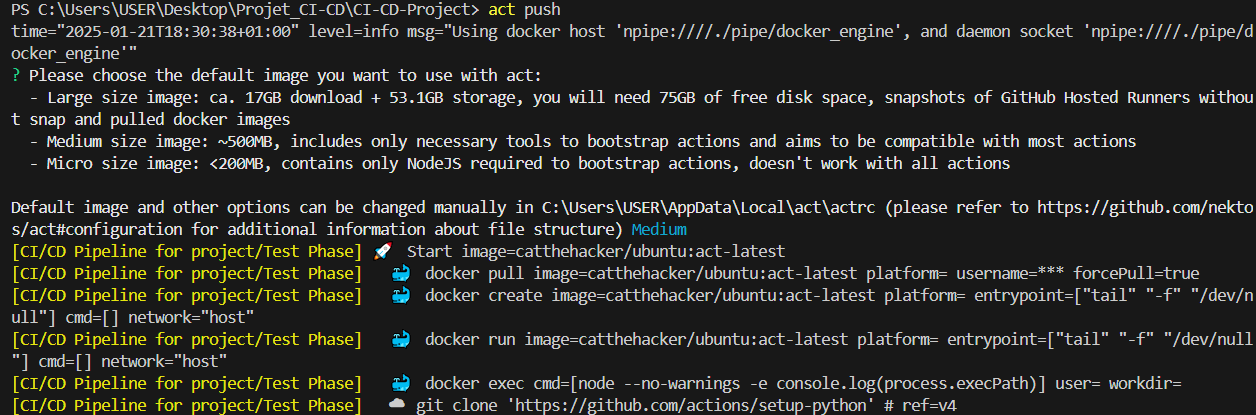 PS C:\Users\USER\Desktop\Projet_CI-CD\CI-CD-Project> act push
time="2025-01-21T18:30:38+01:00" level=info msg="Using docker host 'npipe:////./pipe/docker_engine', and daemon socket 'npipe:////./pipe/d
ocker_engine'"
? Please choose the default image you want to use with act:
  - Large size image: ca. 17GB download + 53.1GB storage, you will need 75GB of free disk space, snapshots of GitHub Hosted Runners withou
t snap and pulled docker images
  - Medium size image: ~500MB, includes only necessary tools to bootstrap actions and aims to be compatible with most actions
  - Micro size image: <200MB, contains only NodeJS required to bootstrap actions, doesn't work with all actions

Default image and other options can be changed manually in C:\Users\USER\AppData\Local\act\actrc (please refer to https://github.com/nekto
s/act#configuration for additional information about file structure) Medium
[CI/CD Pipeline for project/Test Phase] 🚀  Start image=catthehacker/ubuntu:act-latest
[CI/CD Pipeline for project/Test Phase]   🐳  docker pull image=catthehacker/ubuntu:act-latest platform= username=*** forcePull=true
[CI/CD Pipeline for project/Test Phase]   🐳  docker create image=catthehacker/ubuntu:act-latest platform= entrypoint=["tail" "-f" "/dev/n
ull"] cmd=[] network="host"
[CI/CD Pipeline for project/Test Phase]   🐳  docker run image=catthehacker/ubuntu:act-latest platform= entrypoint=["tail" "-f" "/dev/null
"] cmd=[] network="host"
[CI/CD Pipeline for project/Test Phase]   🐳  docker exec cmd=[node --no-warnings -e console.log(process.execPath)] user= workdir=
[CI/CD Pipeline for project/Test Phase]   ☁  git clone 'https://github.com/actions/setup-python' # ref=v4